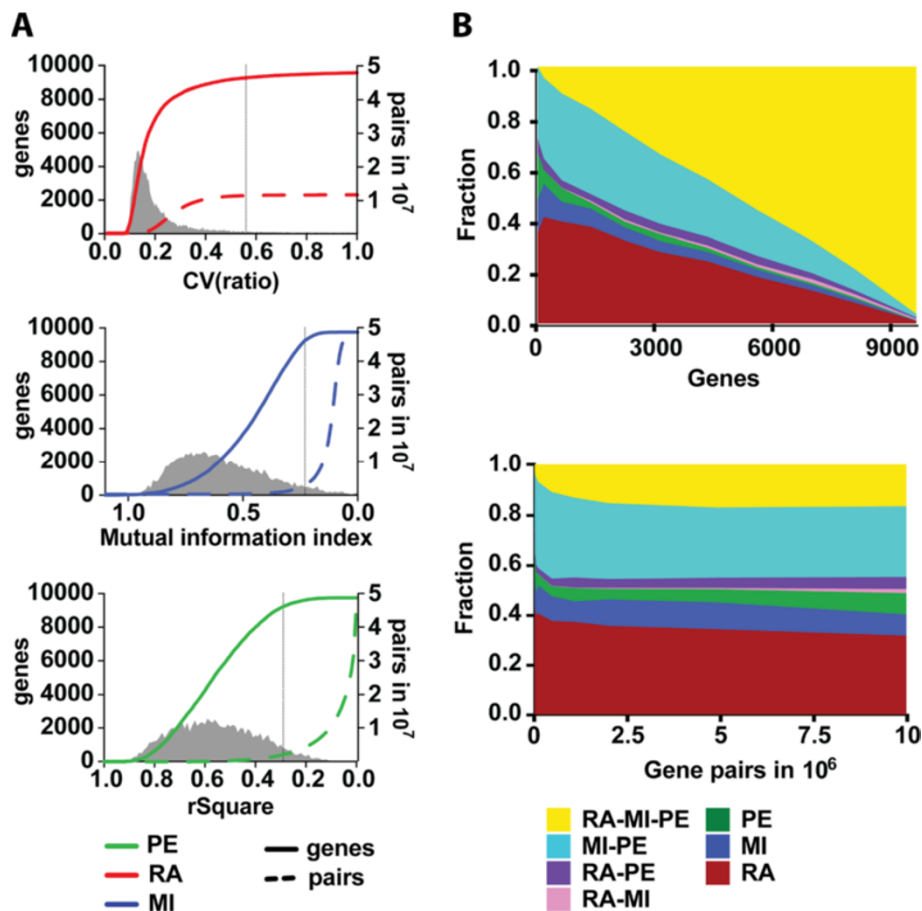 A
10000
8000
6000
4000
2000
0
genes
5
4
3
2
1
pairs in 10⁷
0.0 0.2 0.4 0.6 0.8 1.0
CV(ratio)
10000
8000
6000
4000
2000
0
genes
5
4
3
2
1
pairs in 10⁷
1.0 0.5 0.0
Mutual information index
10000
8000
6000
4000
2000
0
genes
5
4
3
2
1
pairs in 10⁷
1.0 0.8 0.6 0.4 0.2 0.0
rSquare
PE
RA
MI
genes
pairs
B
1.0
0.8
0.6
0.4
0.2
0.0
Fraction
0 3000 6000 9000
Genes
1.0
0.8
0.6
0.4
0.2
0.0
Fraction
0 2.5 5 7.5 10
Gene pairs in 10⁶
RA-MI-PE
MI-PE
RA-PE
RA-MI
PE
MI
RA